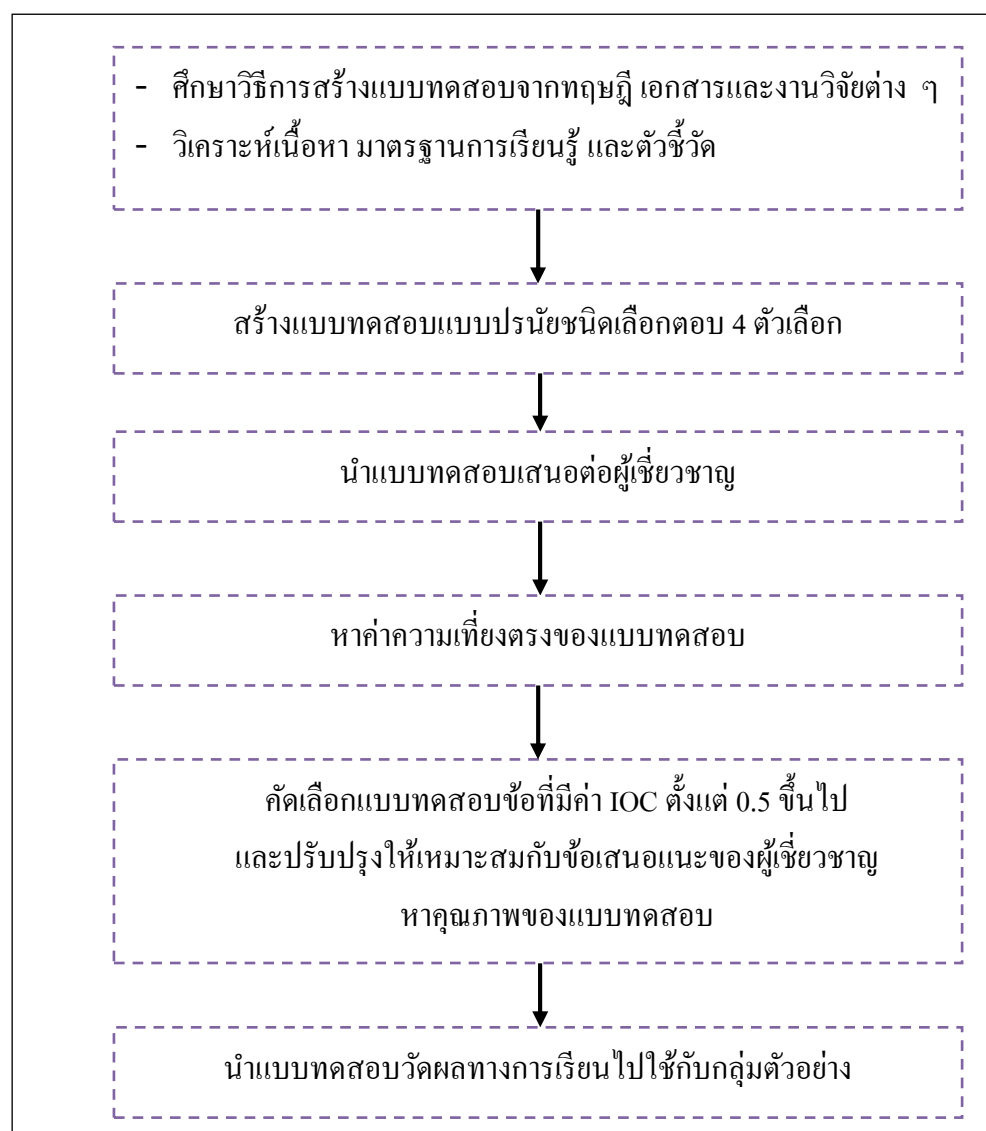 - ศึกษาวิธีการสร้างแบบทดสอบจากทฤษฎี เอกสารและงานวิจัยต่าง ๆ
- วิเคราะห์เนื้อหา มาตรฐานการเรียนรู้ และตัวชี้วัด
สร้างแบบทดสอบแบบปรนัยชนิดเลือกตอบ 4 ตัวเลือก
นำแบบทดสอบเสนอต่อผู้เชี่ยวชาญ
หาค่าความเที่ยงตรงของแบบทดสอบ
คัดเลือกแบบทดสอบข้อที่มีค่า IOC ตั้งแต่ 0.5 ขึ้นไป
และปรับปรุงให้เหมาะสมกับข้อเสนอแนะของผู้เชี่ยวชาญ
หาคุณภาพของแบบทดสอบ
นำแบบทดสอบวัดผลทางการเรียนไปใช้กับกลุ่มตัวอย่าง